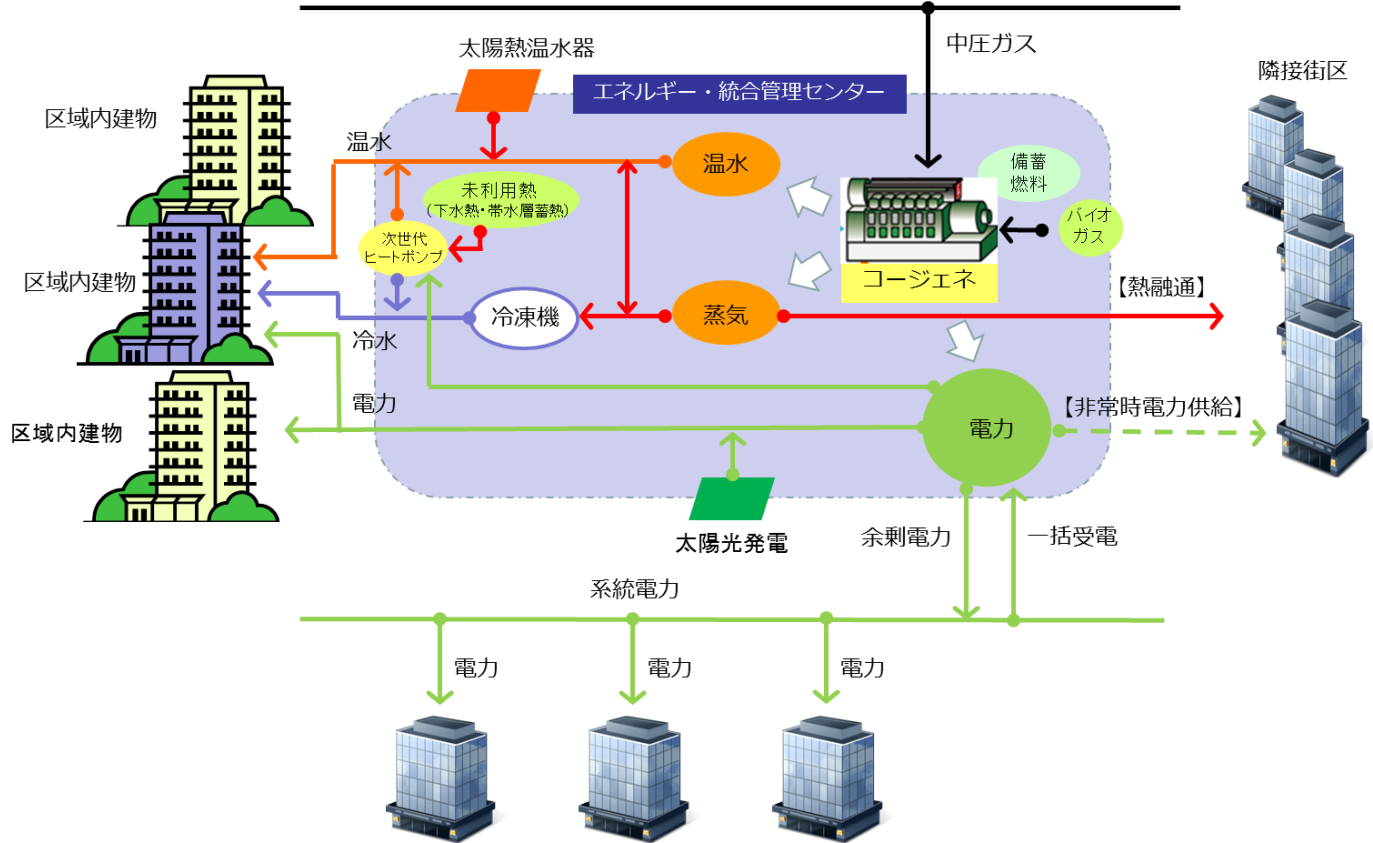 中圧ガス
太陽熱温水器
エネルギー・統合管理センター
隣接街区
区域内建物
温水
温水
備蓄
燃料
未利用熱
(下水熱・帯水層蓄熱)
バイオ
ガス
次世代
ヒートポンプ
区域内建物
コージェネ
【熱融通】
冷凍機
蒸気
冷水
電力
【非常時電力供給】
電力
区域内建物
太陽光発電
余剰電力
一括受電
系統電力
電力
電力
電力